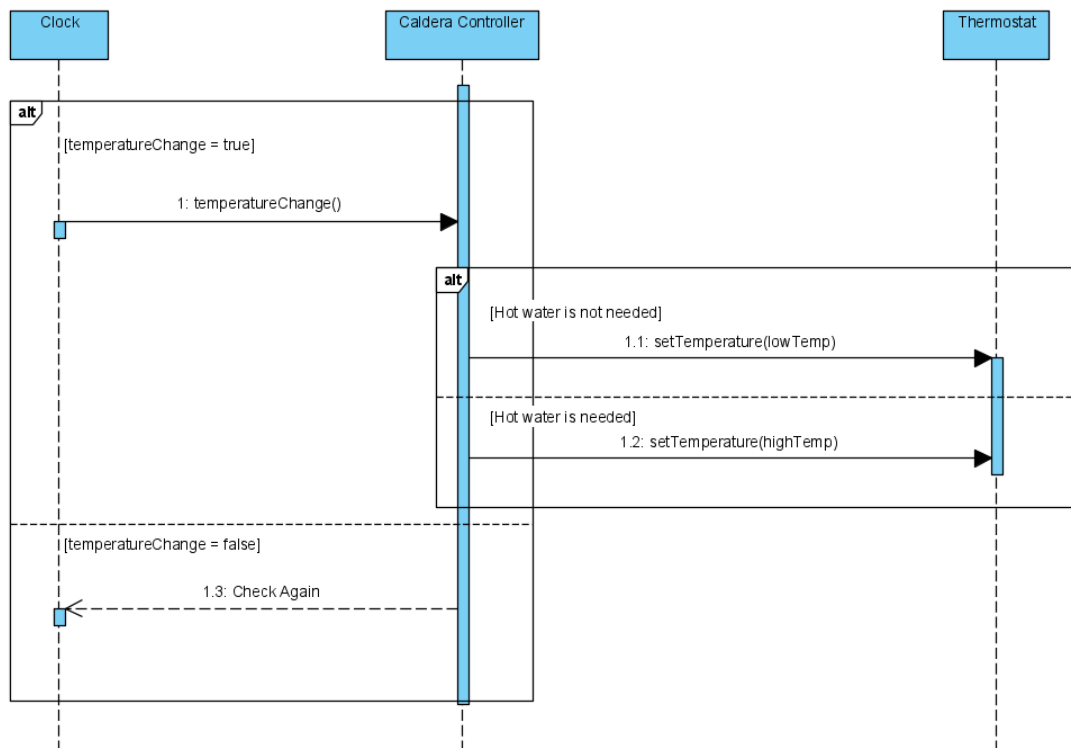 Clock
Caldera Controller
Thermostat
alt
[temperatureChange = true]
1: temperatureChange()
alt
[Hot water is not needed]
1.1: setTemperature(lowTemp)
[Hot water is needed]
1.2: setTemperature(highTemp)
[temperatureChange = false]
1.3: Check Again